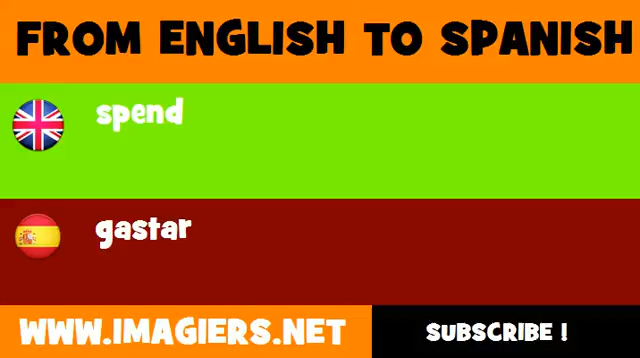 FROM ENGLISH TO SPANISH
spend
gastar
WWW.IMAGIERS.NET
SUBSCRIBE !